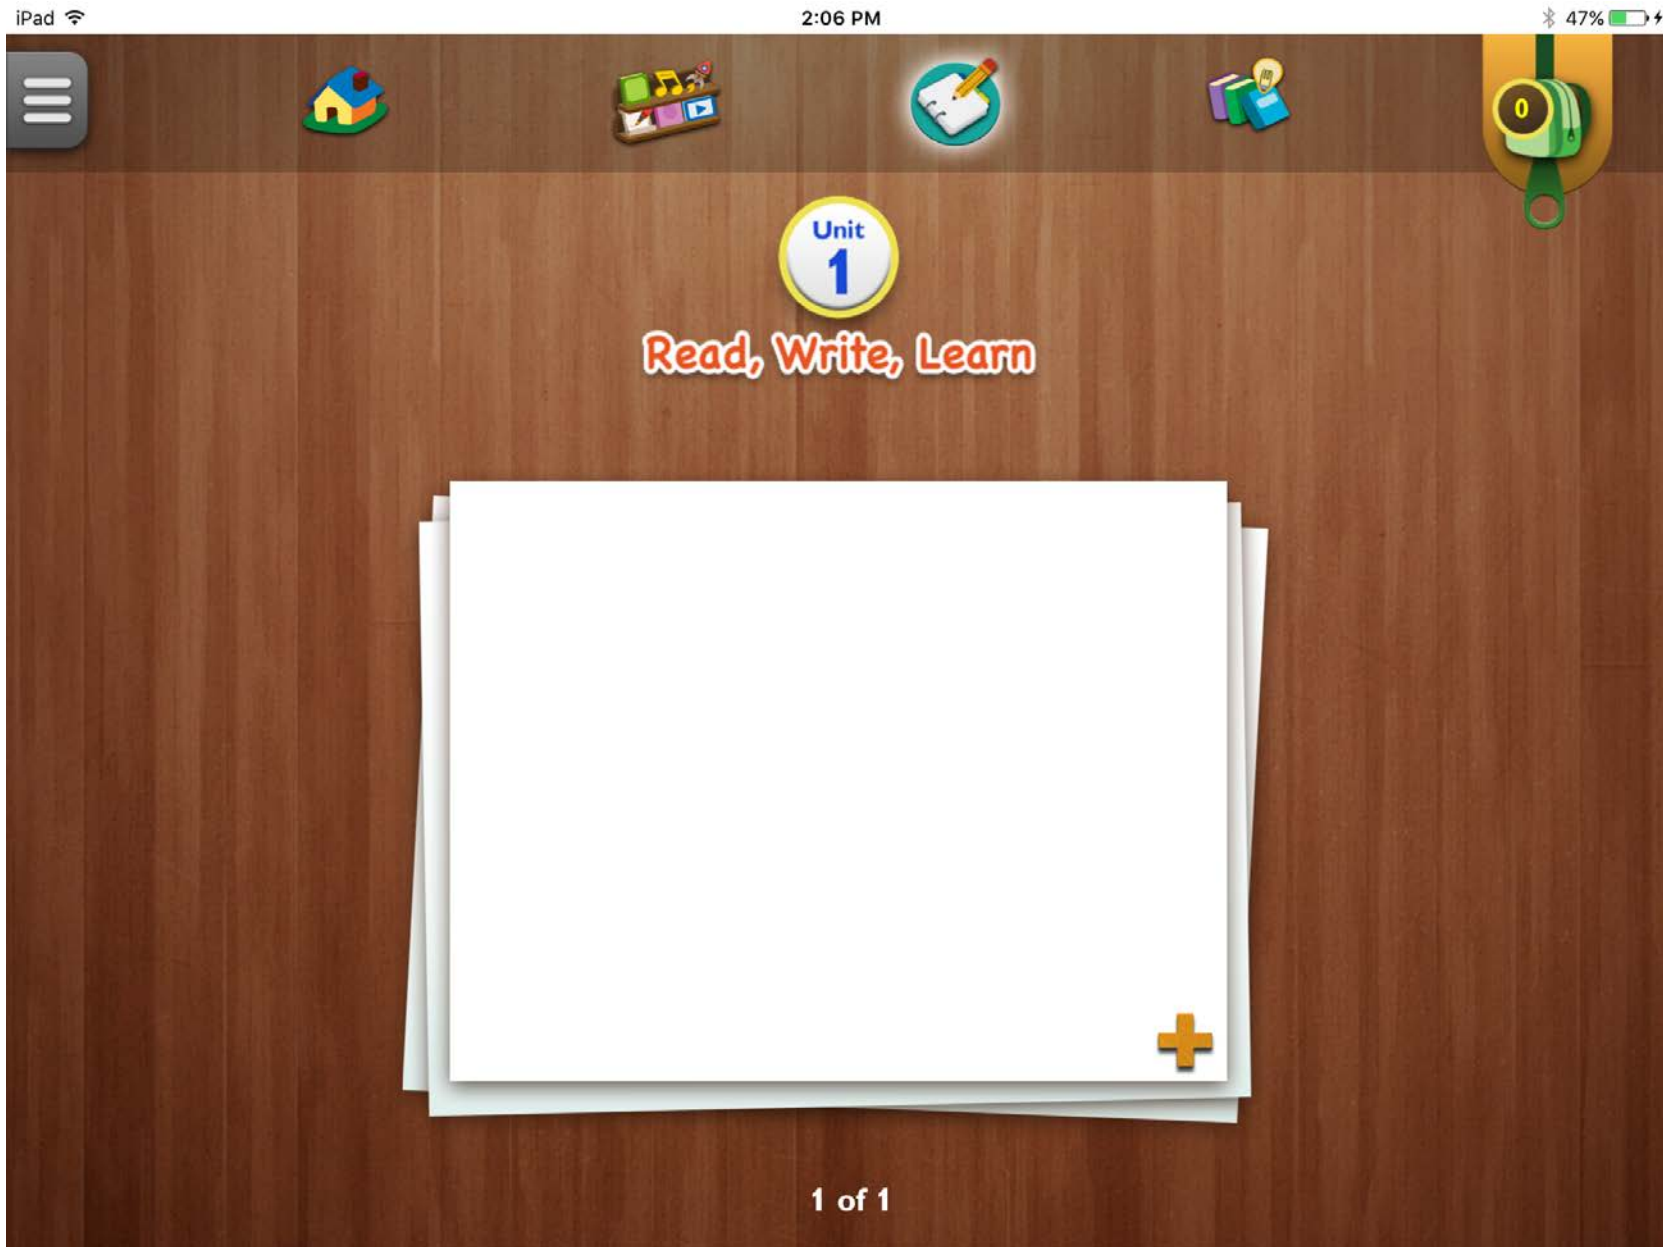 iPad 2:06 PM 47%
0
Unit
1
Read, Write, Learn
1 of 1